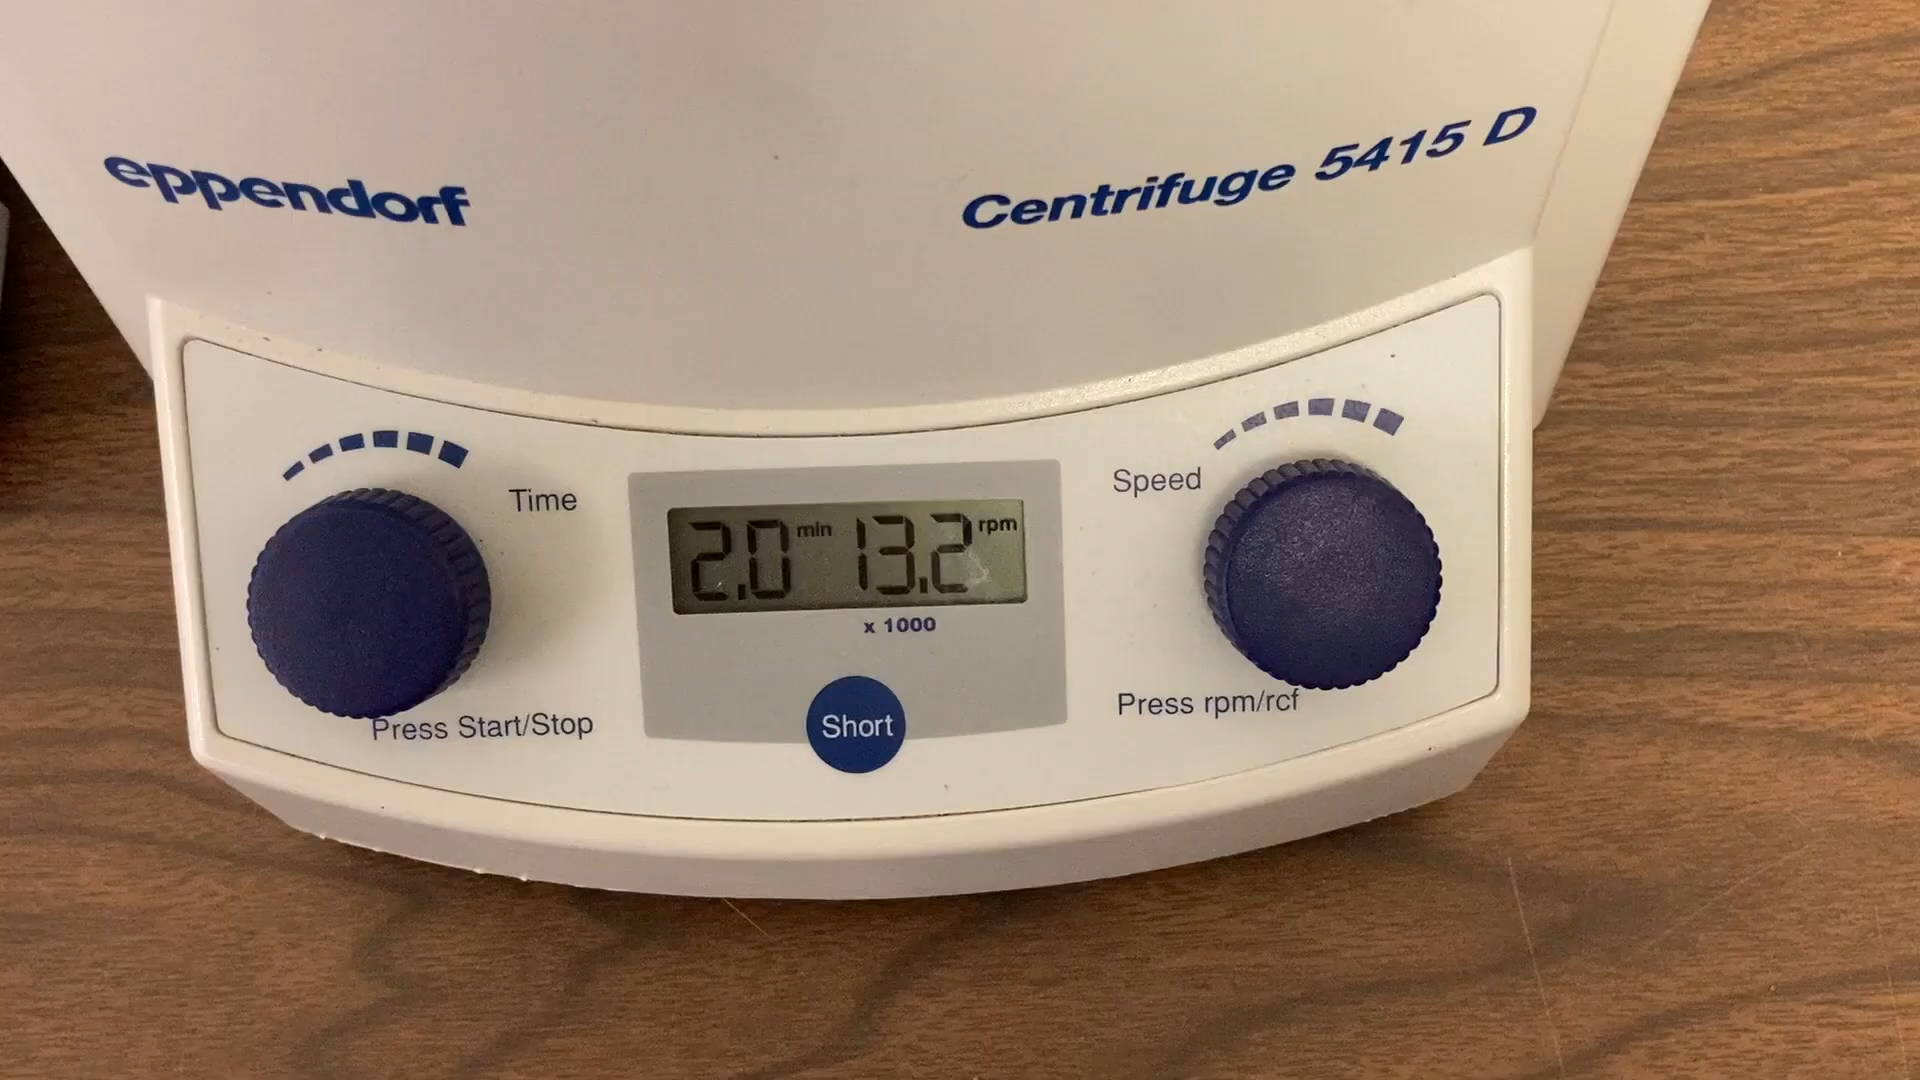 eppendorf
Centrifuge 5415 D
Time
Speed
2.0 min 13.2 rpm
x 1000
Press Start/Stop
Short
Press rpm/rcf